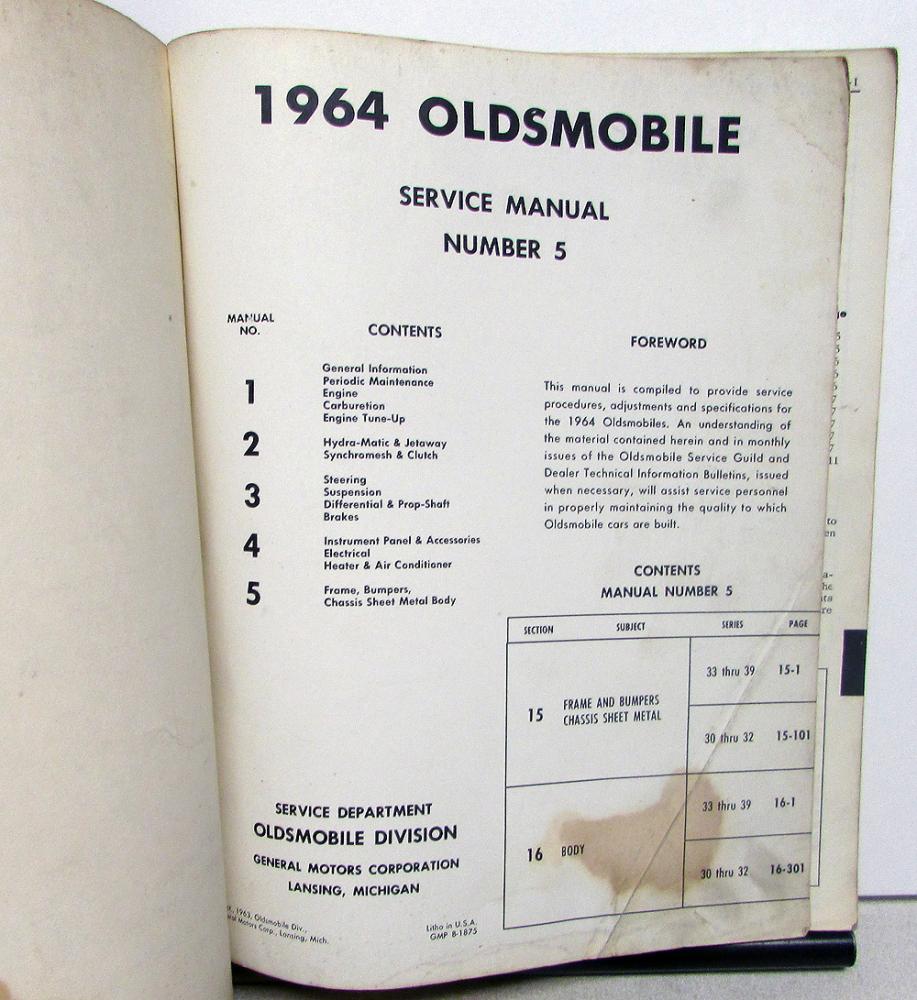 1964 OLDSMOBILE
SERVICE MANUAL
NUMBER 5
MANUAL
NO.
CONTENTS
1
General Information
Periodic Maintenance
Engine
Carburetion
Engine Tune-Up
2
Hydra-Matic & Jetaway
Synchromesh & Clutch
3
Steering
Suspension
Differential & Prop-Shaft
Brakes
4
Instrument Panel & Accessories
Electrical
Heater & Air Conditioner
5
Frame, Bumpers,
Chassis Sheet Metal Body
FOREWORD
This manual is compiled to provide service
procedures, adjustments and specifications for
the 1964 Oldsmobiles. An understanding of
the material contained herein and in monthly
issues of the Oldsmobile Service Guild and
Dealer Technical Information Bulletins, issued
when necessary, will assist service personnel
in properly maintaining the quality to which
Oldsmobile cars are built.
CONTENTS
MANUAL NUMBER 5
SECTION SUBJECT SERIES PAGE
15 FRAME AND BUMPERS
CHASSIS SHEET METAL
33 thru 39 15-1
30 thru 32 15-101
16 BODY
33 thru 39 16-1
30 thru 32 16-301
SERVICE DEPARTMENT
OLDSMOBILE DIVISION
GENERAL MOTORS CORPORATION
LANSING, MICHIGAN
1963, Oldsmobile Div.,
Motors Corp., Lansing, Mich.
Litho in U.S.A.
GMP B-1875